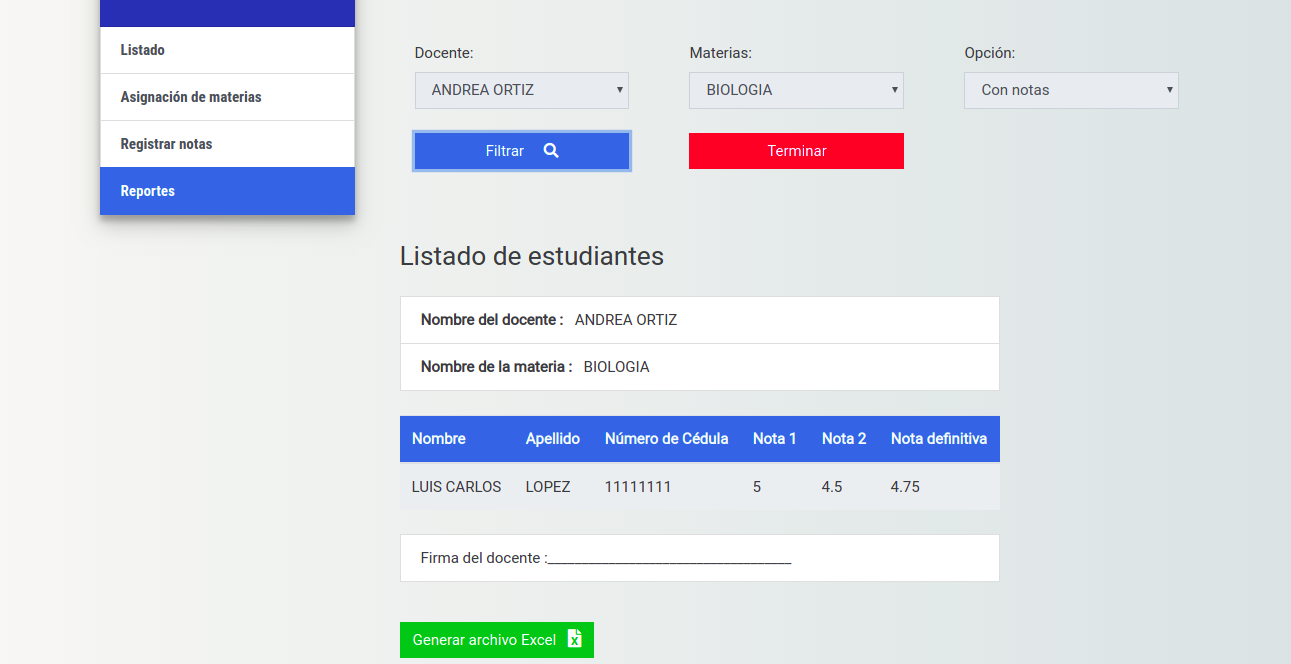 Listado
Asignación de materias
Registrar notas
Reportes
Docente: Materias: Opción:
ANDREA ORTIZ BIOLOGIA Con notas
Filtrar Terminar
Listado de estudiantes
Nombre del docente : ANDREA ORTIZ
Nombre de la materia : BIOLOGIA
Nombre Apellido Número de Cédula Nota 1 Nota 2 Nota definitiva
LUIS CARLOS LOPEZ 11111111 5 4.5 4.75
Firma del docente :___________________________________
Generar archivo Excel